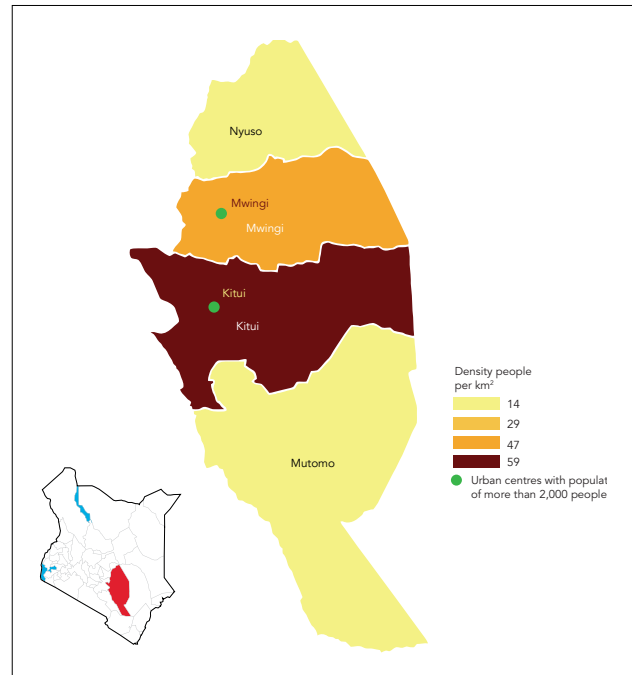 Nyuso
Mwingi
Mwingi
Kitui
Kitui
Mutomo
Density people
per km²
14
29
47
59
Urban centres with populat
of more than 2,000 people